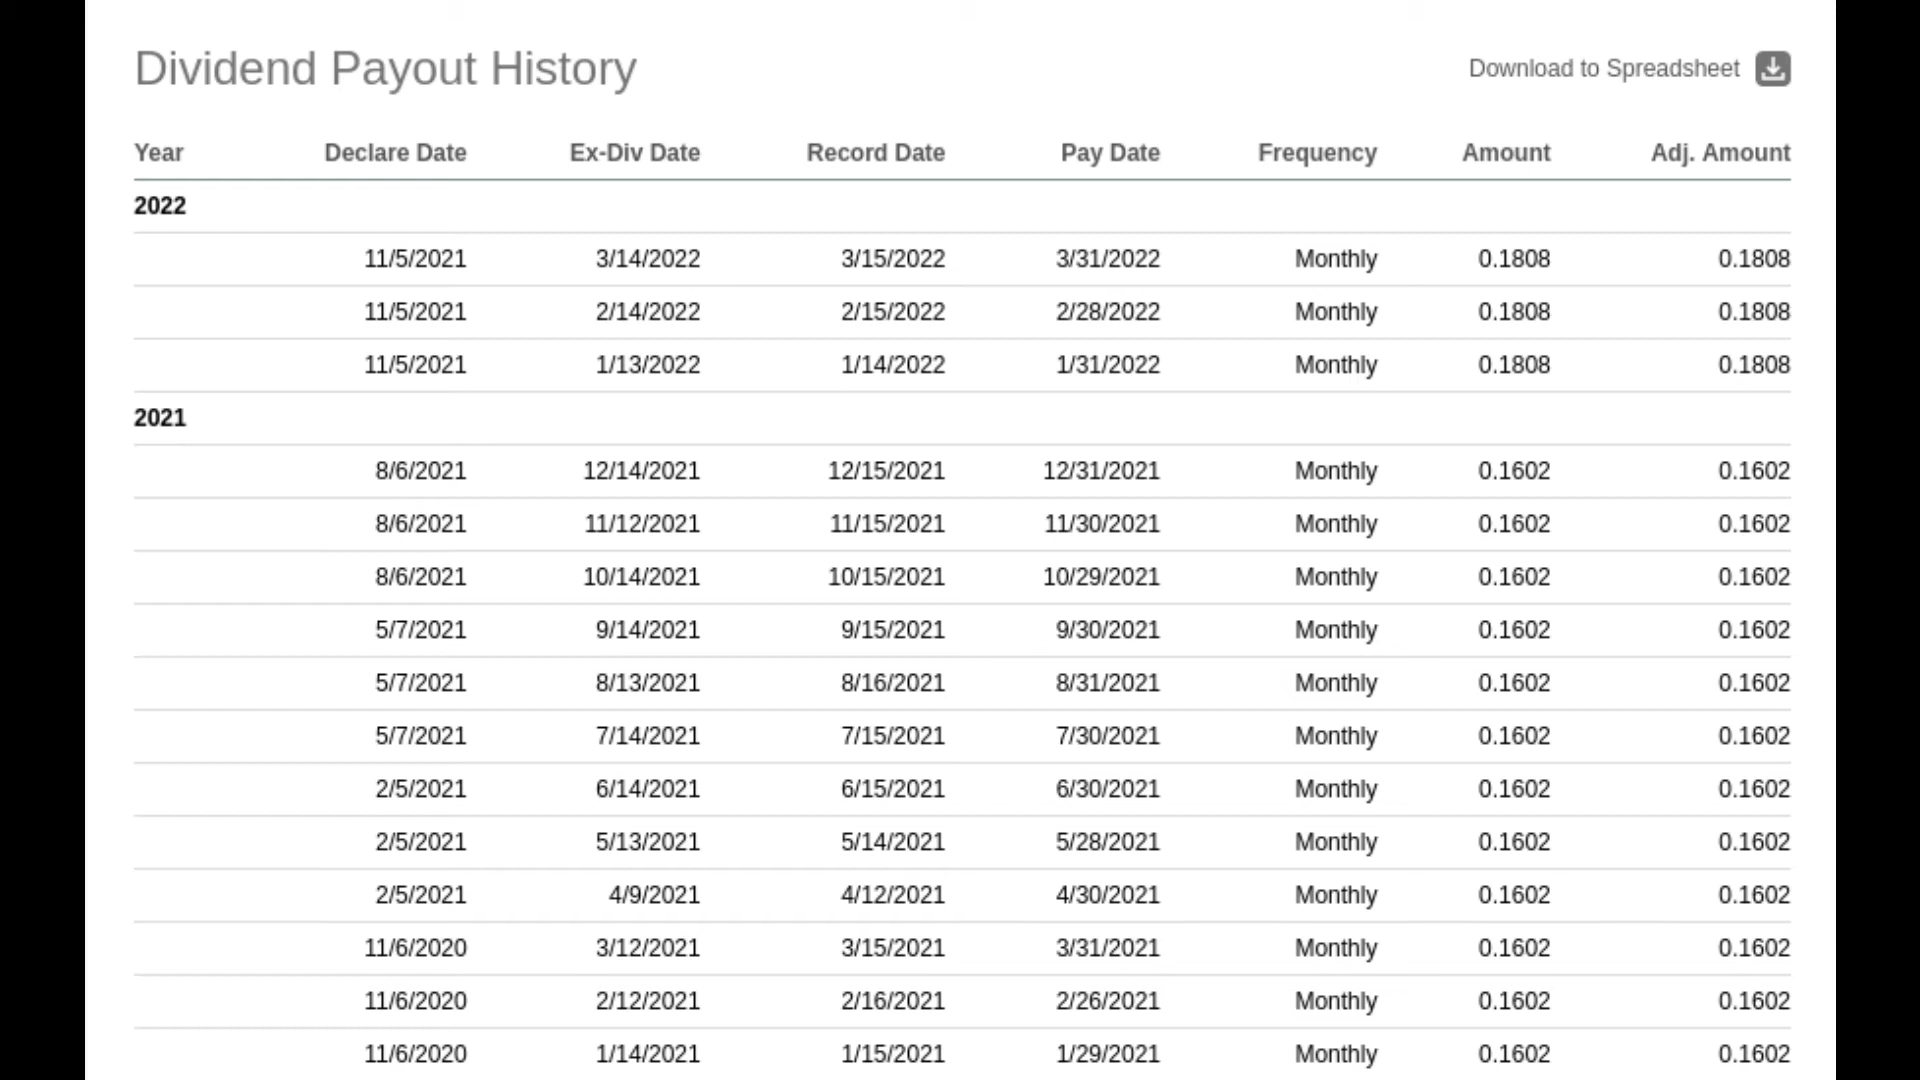 Dividend Payout History
Download to Spreadsheet
Year Declare Date Ex-Div Date Record Date Pay Date Frequency Amount Adj. Amount
2022
11/5/2021 3/14/2022 3/15/2022 3/31/2022 Monthly 0.1808 0.1808
11/5/2021 2/14/2022 2/15/2022 2/28/2022 Monthly 0.1808 0.1808
11/5/2021 1/13/2022 1/14/2022 1/31/2022 Monthly 0.1808 0.1808
2021
8/6/2021 12/14/2021 12/15/2021 12/31/2021 Monthly 0.1602 0.1602
8/6/2021 11/12/2021 11/15/2021 11/30/2021 Monthly 0.1602 0.1602
8/6/2021 10/14/2021 10/15/2021 10/29/2021 Monthly 0.1602 0.1602
5/7/2021 9/14/2021 9/15/2021 9/30/2021 Monthly 0.1602 0.1602
5/7/2021 8/13/2021 8/16/2021 8/31/2021 Monthly 0.1602 0.1602
5/7/2021 7/14/2021 7/15/2021 7/30/2021 Monthly 0.1602 0.1602
2/5/2021 6/14/2021 6/15/2021 6/30/2021 Monthly 0.1602 0.1602
2/5/2021 5/13/2021 5/14/2021 5/28/2021 Monthly 0.1602 0.1602
2/5/2021 4/9/2021 4/12/2021 4/30/2021 Monthly 0.1602 0.1602
11/6/2020 3/12/2021 3/15/2021 3/31/2021 Monthly 0.1602 0.1602
11/6/2020 2/12/2021 2/16/2021 2/26/2021 Monthly 0.1602 0.1602
11/6/2020 1/14/2021 1/15/2021 1/29/2021 Monthly 0.1602 0.1602